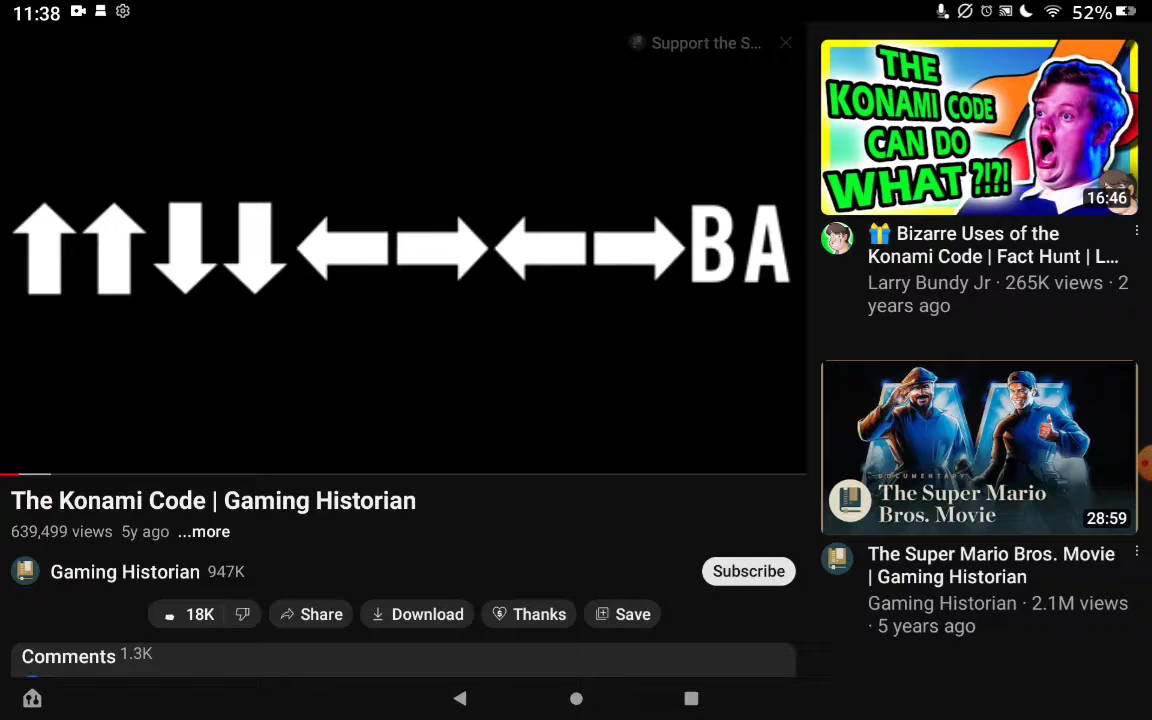 11:38
52%
Support the S...
BA
The Konami Code | Gaming Historian
639,499 views 5y ago ...more
Gaming Historian 947K
Subscribe
18K
Share
Download
Thanks
Save
Comments 1.3K
THE
KONAMI CODE
CAN DO
WHAT ?!?!
16:46
🎁 Bizarre Uses of the
Konami Code | Fact Hunt | L...
Larry Bundy Jr · 265K views · 2
years ago
DOCUMENTARY
The Super Mario
Bros. Movie
28:59
The Super Mario Bros. Movie
| Gaming Historian
Gaming Historian · 2.1M views
· 5 years ago